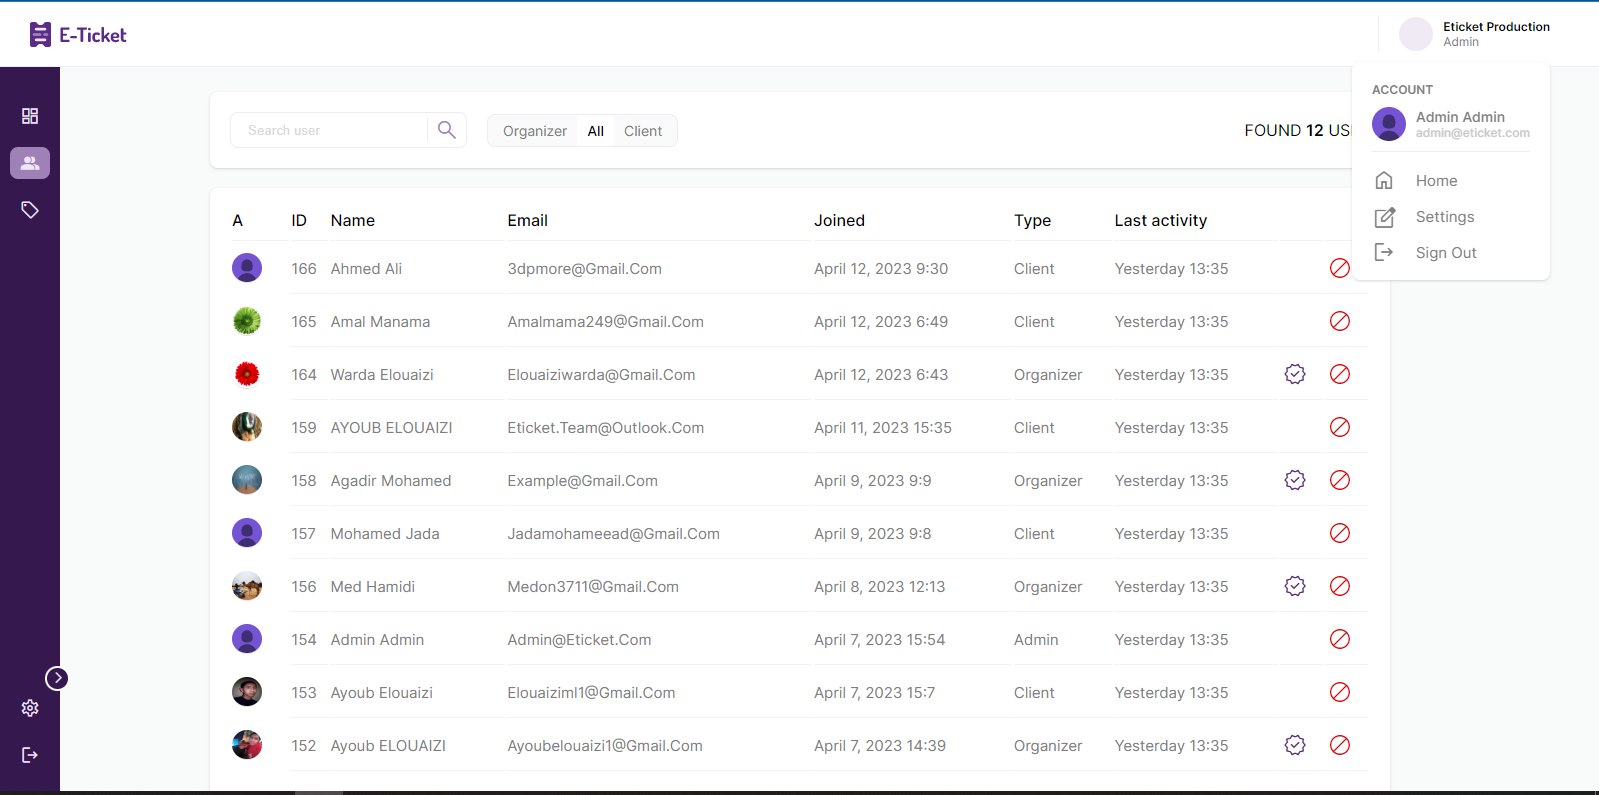 E-Ticket
Eticket Production
Admin
ACCOUNT
Admin Admin
admin@eticket.com
Home
Settings
Sign Out
Search user
Organizer All Client
FOUND 12
A ID Name Email Joined Type Last activity
166 Ahmed Ali 3dpmore@Gmail.Com April 12, 2023 9:30 Client Yesterday 13:35
165 Amal Manama Amalmama249@Gmail.Com April 12, 2023 6:49 Client Yesterday 13:35
164 Warda Elouaizi Elouaiziwarda@Gmail.Com April 12, 2023 6:43 Organizer Yesterday 13:35
159 AYOUB ELOUAIZI Eticket.Team@Outlook.Com April 11, 2023 15:35 Client Yesterday 13:35
158 Agadir Mohamed Example@Gmail.Com April 9, 2023 9:9 Organizer Yesterday 13:35
157 Mohamed Jada Jadamohameead@Gmail.Com April 9, 2023 9:8 Client Yesterday 13:35
156 Med Hamidi Medon3711@Gmail.Com April 8, 2023 12:13 Organizer Yesterday 13:35
154 Admin Admin Admin@Eticket.Com April 7, 2023 15:54 Admin Yesterday 13:35
153 Ayoub Elouaizi Elouaiziml1@Gmail.Com April 7, 2023 15:7 Client Yesterday 13:35
152 Ayoub ELOUAIZI Ayoubelouaizi1@Gmail.Com April 7, 2023 14:39 Organizer Yesterday 13:35